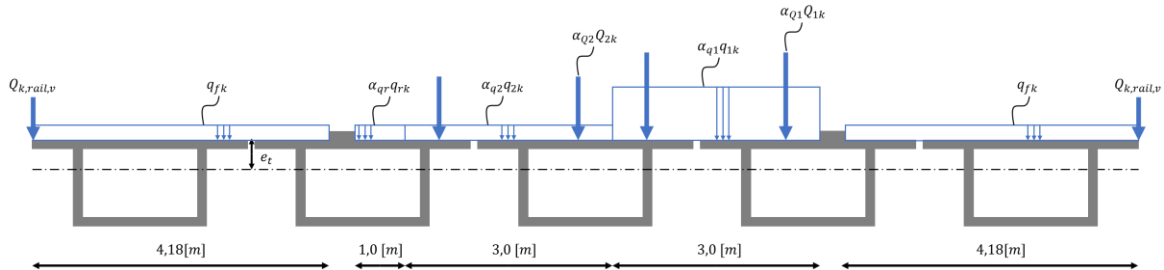 α_{Q1}Q_{1k}
α_{Q2}Q_{2k}
α_{q1}q_{1k}
Q_{k,rail,v}
q_{fk}
α_{qr}q_{rk}
α_{q2}q_{2k}
q_{fk}
Q_{k,rail,v}
e_t
4,18[m]
1,0 [m]
3,0 [m]
3,0 [m]
4,18[m]